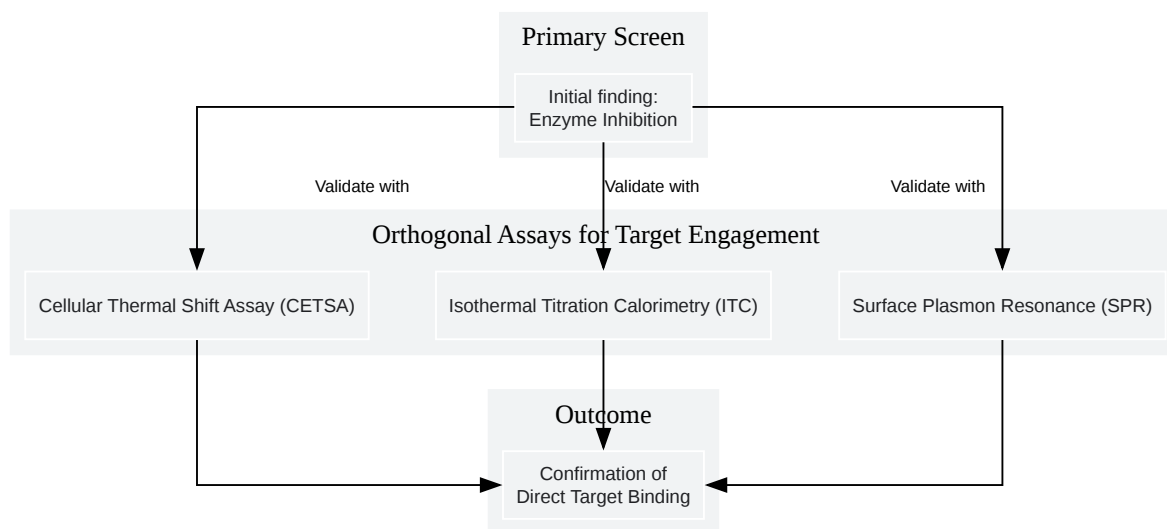 Primary Screen
Initial finding:
Enzyme Inhibition
Validate with
Validate with
Validate with
Orthogonal Assays for Target Engagement
Cellular Thermal Shift Assay (CETSA)
Isothermal Titration Calorimetry (ITC)
Surface Plasmon Resonance (SPR)
Outcome
Confirmation of
Direct Target Binding